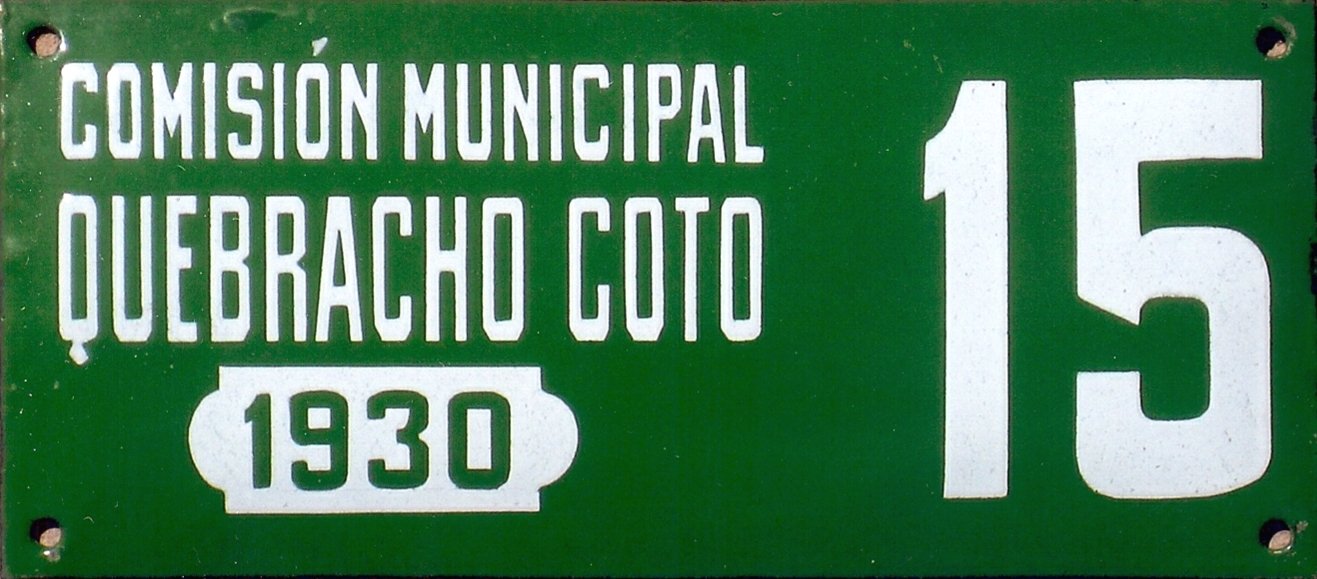 COMISIÓN MUNICIPAL
QUEBRACHO COTO
1930
15